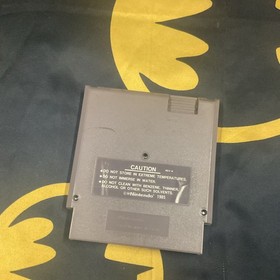 CAUTION
•DO NOT STORE IN EXTREME TEMPERATURES.
•DO NOT IMMERSE IN WATER.
•DO NOT CLEAN WITH BENZENE, THINNER,
ALCOHOL OR OTHER SUCH SOLVENTS.
©Nintendo 1985